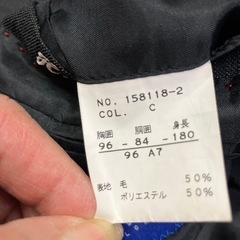 NO. 158118-2
COL. C
胸囲 胴囲 身長
96 - 84 - 180
96 A7
表地 毛 50%
ポリエステル 50%